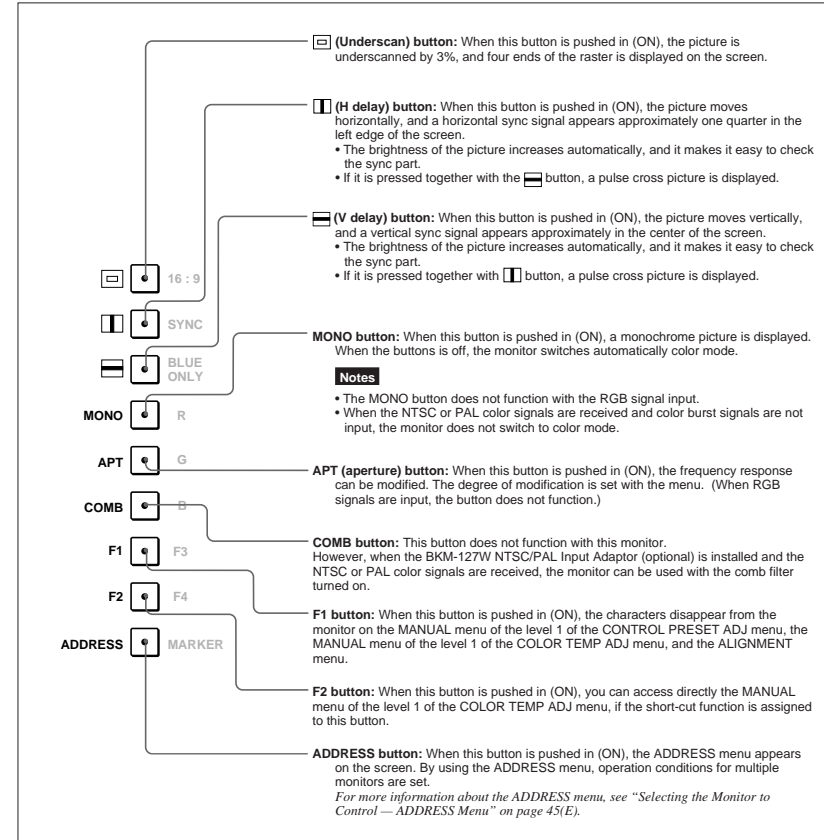 (Underscan) button: When this button is pushed in (ON), the picture is
underscanned by 3%, and four ends of the raster is displayed on the screen.
(H delay) button: When this button is pushed in (ON), the picture moves
horizontally, and a horizontal sync signal appears approximately one quarter in the
left edge of the screen.
• The brightness of the picture increases automatically, and it makes it easy to check
the sync part.
• If it is pressed together with the button, a pulse cross picture is displayed.
(V delay) button: When this button is pushed in (ON), the picture moves vertically,
and a vertical sync signal appears approximately in the center of the screen.
• The brightness of the picture increases automatically, and it makes it easy to check
the sync part.
• If it is pressed together with button, a pulse cross picture is displayed.
16 : 9
SYNC
BLUE
ONLY
MONO R
APT G
COMB B
F1 F3
F2 F4
ADDRESS MARKER
MONO button: When this button is pushed in (ON), a monochrome picture is displayed.
When the buttons is off, the monitor switches automatically color mode.
Notes
• The MONO button does not function with the RGB signal input.
• When the NTSC or PAL color signals are received and color burst signals are not
input, the monitor does not switch to color mode.
APT (aperture) button: When this button is pushed in (ON), the frequency response
can be modified. The degree of modification is set with the menu. (When RGB
signals are input, the button does not function.)
COMB button: This button does not function with this monitor.
However, when the BKM-127W NTSC/PAL Input Adaptor (optional) is installed and the
NTSC or PAL color signals are received, the monitor can be used with the comb filter
turned on.
F1 button: When this button is pushed in (ON), the characters disappear from the
monitor on the MANUAL menu of the level 1 of the CONTROL PRESET ADJ menu, the
MANUAL menu of the level 1 of the COLOR TEMP ADJ menu, and the ALIGNMENT
menu.
F2 button: When this button is pushed in (ON), you can access directly the MANUAL
menu of the level 1 of the COLOR TEMP ADJ menu, if the short-cut function is assigned
to this button.
ADDRESS button: When this button is pushed in (ON), the ADDRESS menu appears
on the screen. By using the ADDRESS menu, operation conditions for multiple
monitors are set.
For more information about the ADDRESS menu, see “Selecting the Monitor to
Control — ADDRESS Menu” on page 45(E).